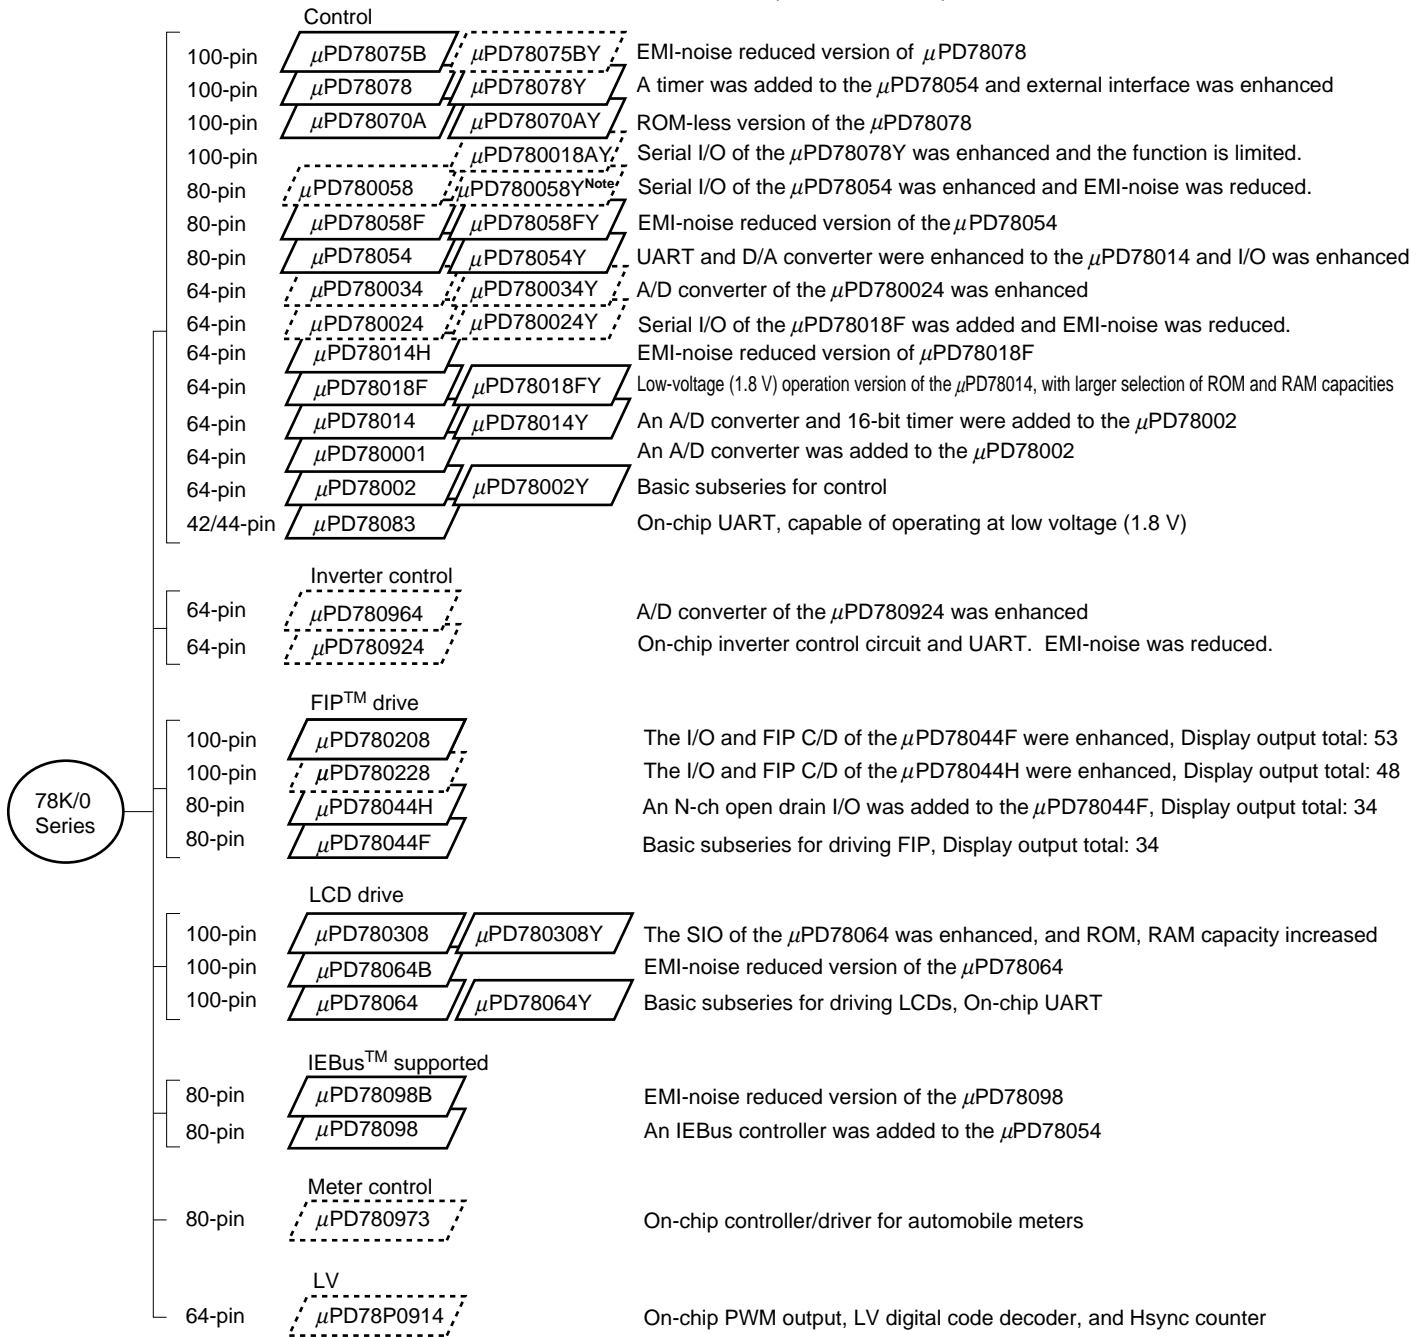 Control
100-pin μPD78075B μPD78075BY EMI-noise reduced version of μPD78078
100-pin μPD78078 μPD78078Y A timer was added to the μPD78054 and external interface was enhanced
100-pin μPD78070A μPD78070AY ROM-less version of the μPD78078
100-pin μPD780018AY Serial I/O of the μPD78078Y was enhanced and the function is limited.
80-pin μPD780058 μPD780058YNote Serial I/O of the μPD78054 was enhanced and EMI-noise was reduced.
80-pin μPD78058F μPD78058FY EMI-noise reduced version of the μPD78054
80-pin μPD78054 μPD78054Y UART and D/A converter were enhanced to the μPD78014 and I/O was enhanced
64-pin μPD780034 μPD780034Y A/D converter of the μPD780024 was enhanced
64-pin μPD780024 μPD780024Y Serial I/O of the μPD78018F was added and EMI-noise was reduced.
64-pin μPD78014H EMI-noise reduced version of μPD78018F
64-pin μPD78018F μPD78018FY Low-voltage (1.8 V) operation version of the μPD78014, with larger selection of ROM and RAM capacities
64-pin μPD78014 μPD78014Y An A/D converter and 16-bit timer were added to the μPD78002
64-pin μPD780001 An A/D converter was added to the μPD78002
64-pin μPD78002 μPD78002Y Basic subseries for control
42/44-pin μPD78083 On-chip UART, capable of operating at low voltage (1.8 V)
Inverter control
64-pin μPD780964 A/D converter of the μPD780924 was enhanced
64-pin μPD780924 On-chip inverter control circuit and UART. EMI-noise was reduced.
FIPTM drive
100-pin μPD780208 The I/O and FIP C/D of the μPD78044F were enhanced, Display output total: 53
100-pin μPD780228 The I/O and FIP C/D of the μPD78044H were enhanced, Display output total: 48
78K/0 Series
80-pin μPD78044H An N-ch open drain I/O was added to the μPD78044F, Display output total: 34
80-pin μPD78044F Basic subseries for driving FIP, Display output total: 34
LCD drive
100-pin μPD780308 μPD780308Y The SIO of the μPD78064 was enhanced, and ROM, RAM capacity increased
100-pin μPD78064B EMI-noise reduced version of the μPD78064
100-pin μPD78064 μPD78064Y Basic subseries for driving LCDs, On-chip UART
IEBusTM supported
80-pin μPD78098B EMI-noise reduced version of the μPD78098
80-pin μPD78098 An IEBus controller was added to the μPD78054
Meter control
80-pin μPD780973 On-chip controller/driver for automobile meters
LV
64-pin μPD78P0914 On-chip PWM output, LV digital code decoder, and Hsync counter